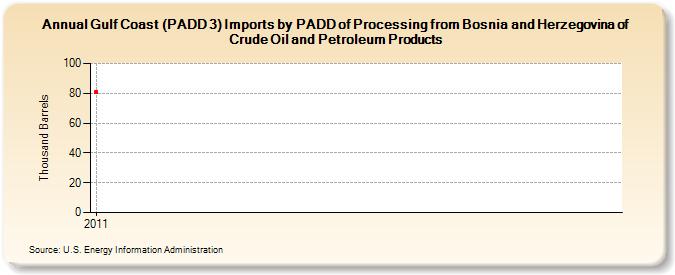 Annual Gulf Coast (PADD 3) Imports by PADD of Processing from Bosnia and Herzegovina of
Crude Oil and Petroleum Products
Thousand Barrels
100
80
60
40
20
0
2011
Source: U.S. Energy Information Administration